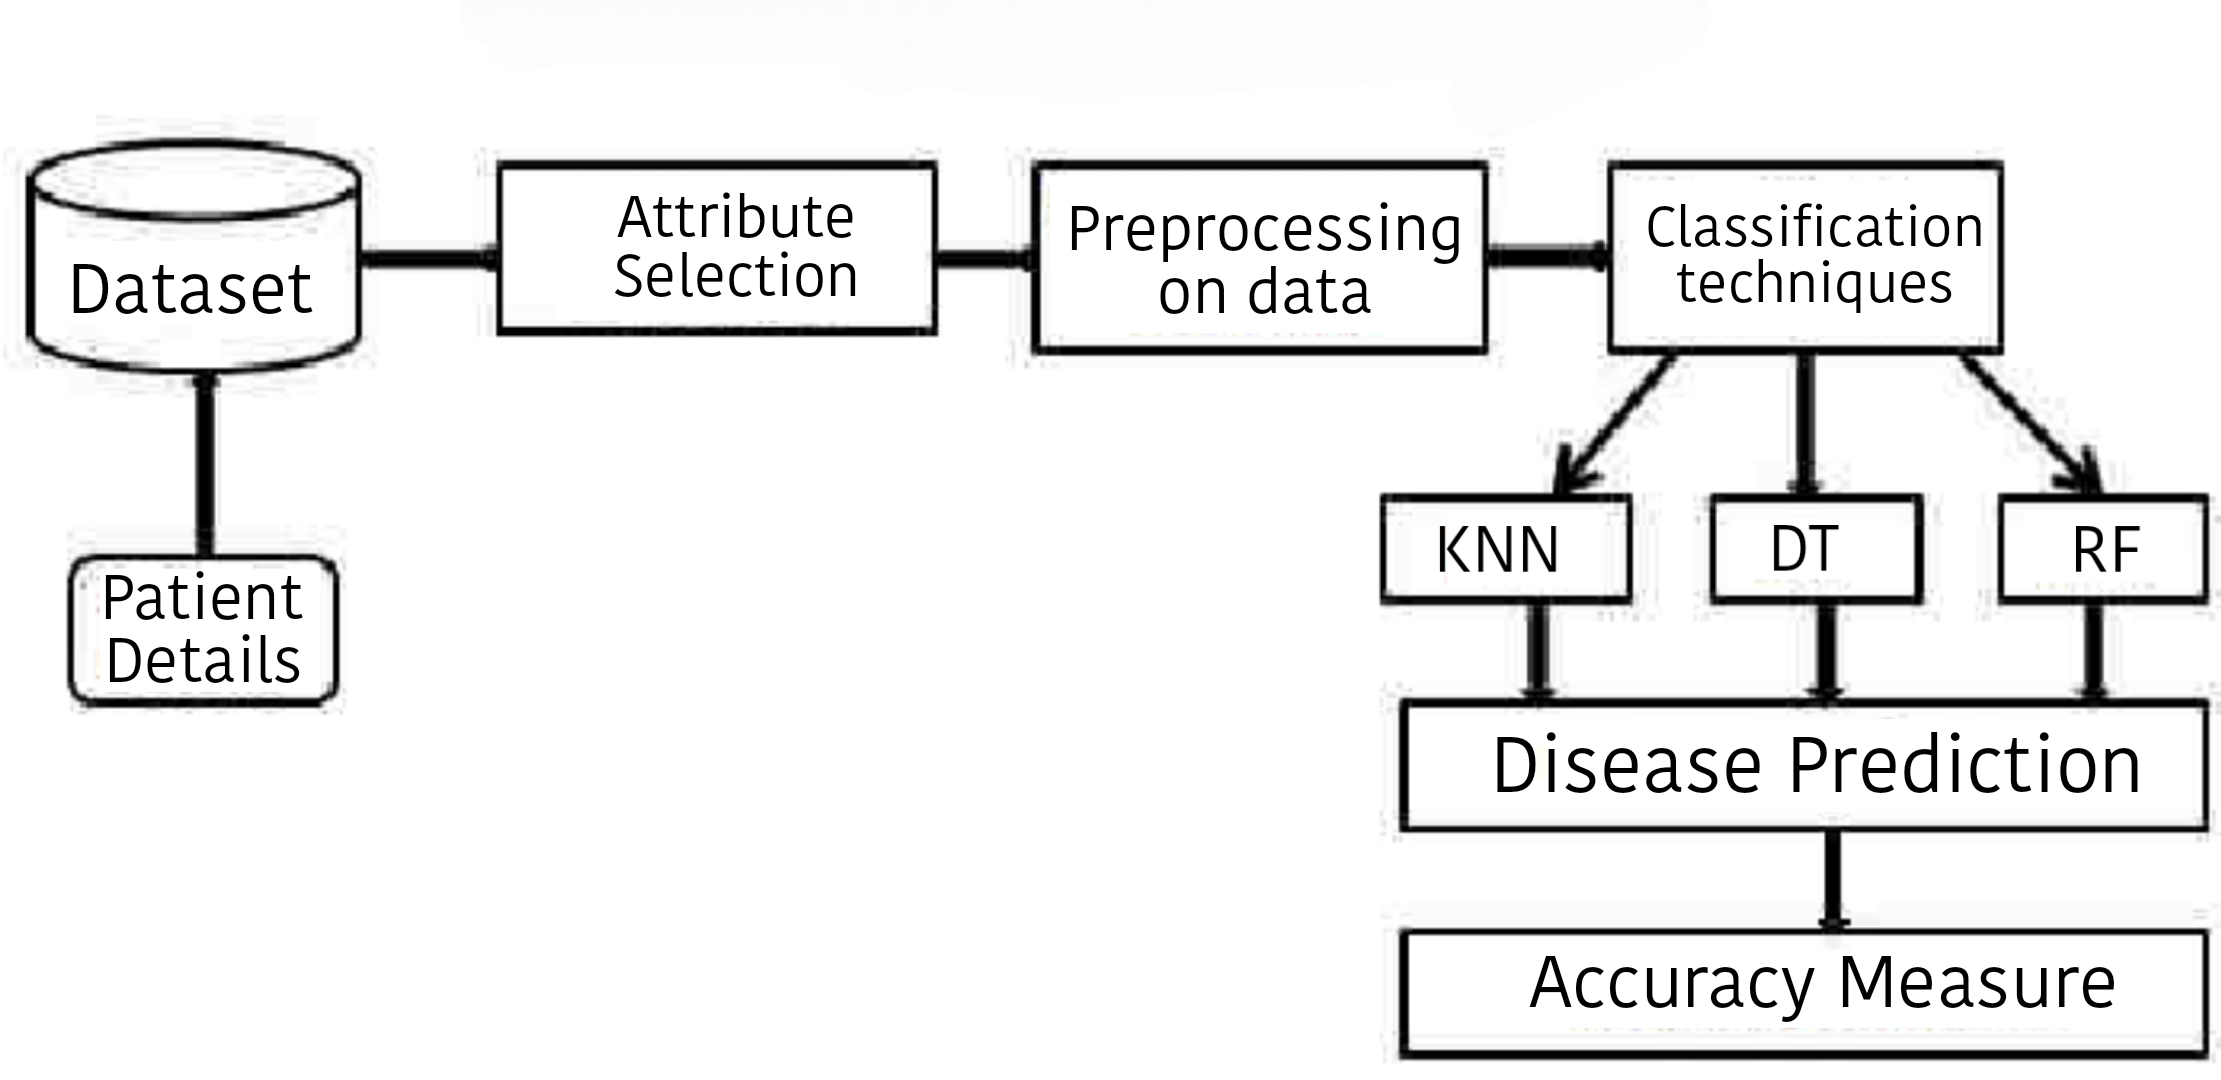 Dataset
Attribute
Selection
Preprocessing
on data
Classification
techniques
Patient
Details
KNN
DT
RF
Disease Prediction
Accuracy Measure